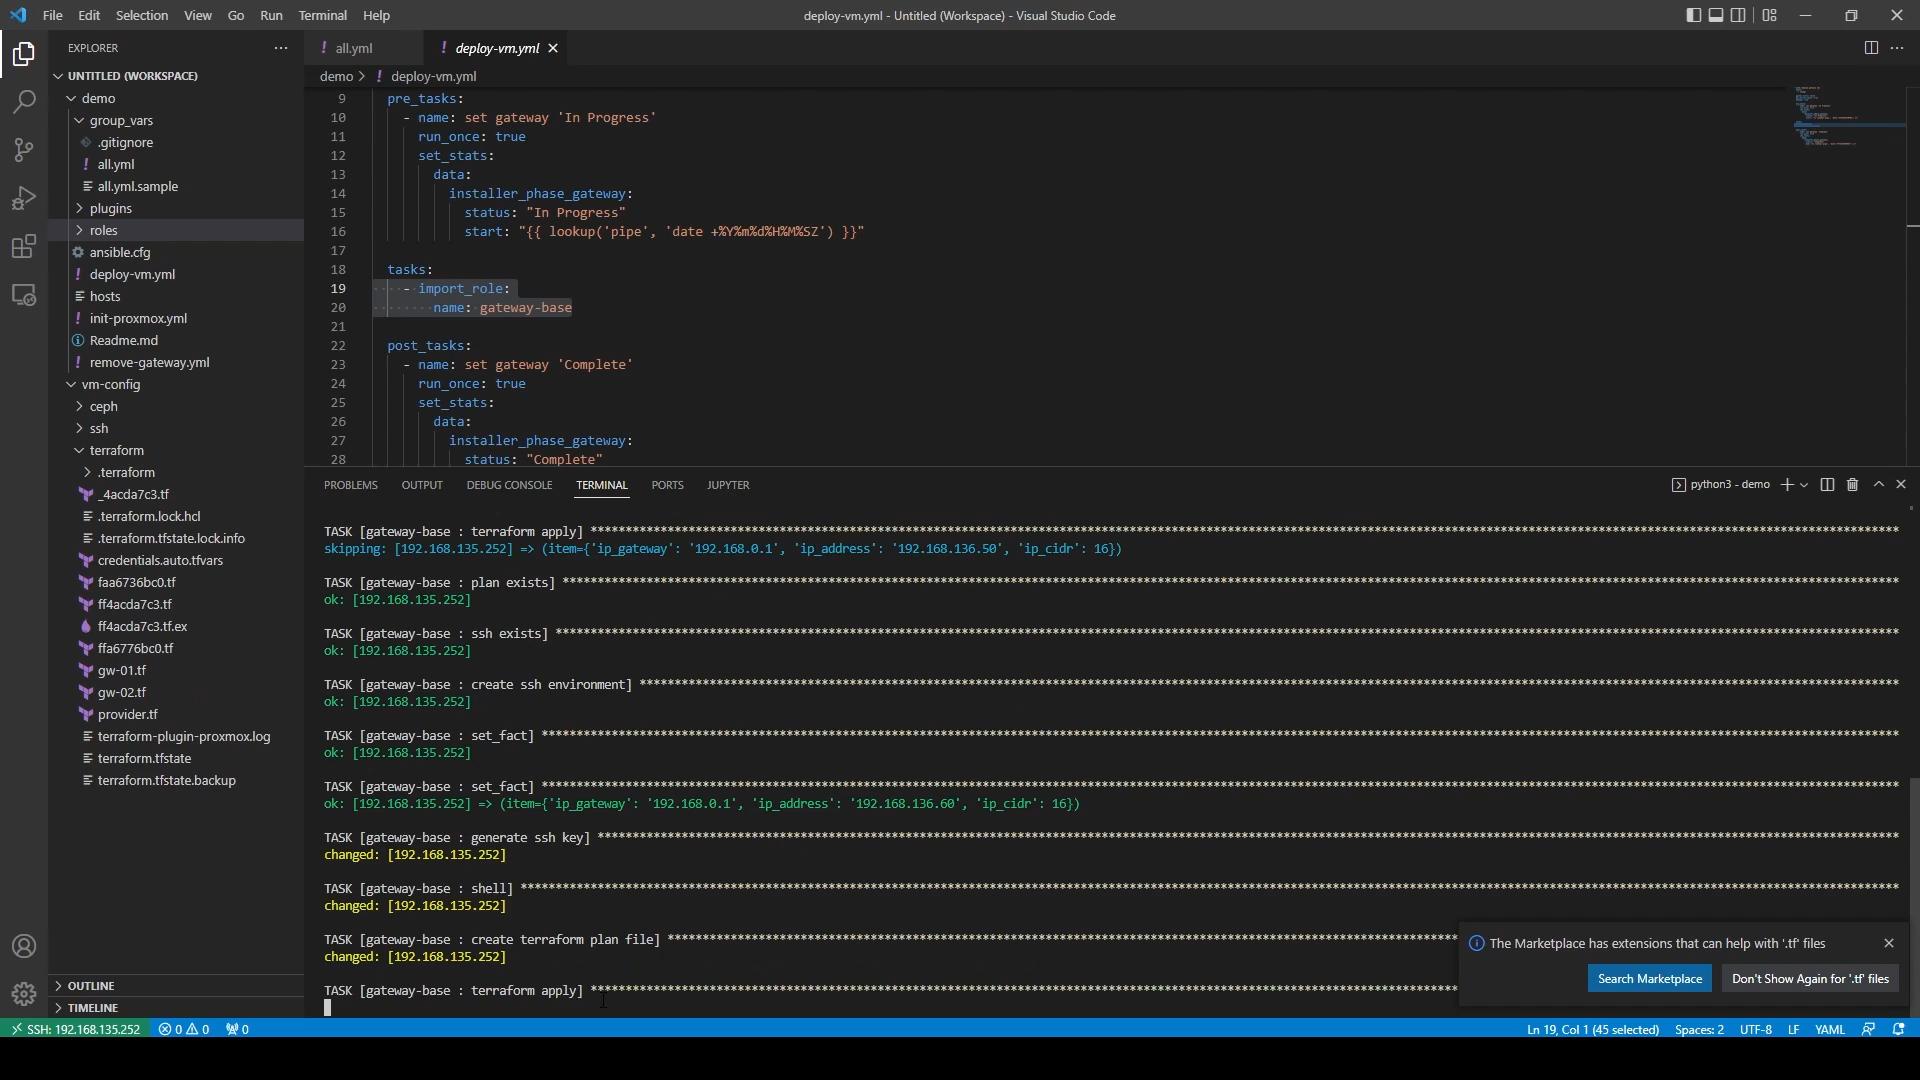 File Edit Selection View Go Run Terminal Help
deploy-vm.yml - Untitled (Workspace) - Visual Studio Code
EXPLORER
UNTITLED (WORKSPACE)
demo
group_vars
.gitignore
! all.yml
all.yml.sample
plugins
roles
ansible.cfg
! deploy-vm.yml
hosts
! init-proxmox.yml
Readme.md
! remove-gateway.yml
vm-config
ceph
ssh
terraform
.terraform
_4acda7c3.tf
.terraform.lock.hcl
.terraform.tfstate.lock.info
credentials.auto.tfvars
faa6736bc0.tf
ff4acda7c3.tf
ff4acda7c3.tf.ex
ffa6776bc0.tf
gw-01.tf
gw-02.tf
provider.tf
terraform-plugin-proxmox.log
terraform.tfstate
terraform.tfstate.backup
OUTLINE
TIMELINE
! all.yml
! deploy-vm.yml
demo > ! deploy-vm.yml
9 pre_tasks:
10 - name: set gateway 'In Progress'
11 run_once: true
12 set_stats:
13 data:
14 installer_phase_gateway:
15 status: "In Progress"
16 start: "{{ lookup('pipe', 'date +%Y%m%d%H%M%SZ') }}"
17
18 tasks:
19 - import_role:
20 name: gateway-base
21
22 post_tasks:
23 - name: set gateway 'Complete'
24 run_once: true
25 set_stats:
26 data:
27 installer_phase_gateway:
28 status: "Complete"
PROBLEMS OUTPUT DEBUG CONSOLE TERMINAL PORTS JUPYTER
python3 - demo
TASK [gateway-base : terraform apply]
skipping: [192.168.135.252] => (item={'ip_gateway': '192.168.0.1', 'ip_address': '192.168.136.50', 'ip_cidr': 16})
TASK [gateway-base : plan exists]
ok: [192.168.135.252]
TASK [gateway-base : ssh exists]
ok: [192.168.135.252]
TASK [gateway-base : create ssh environment]
ok: [192.168.135.252]
TASK [gateway-base : set_fact]
ok: [192.168.135.252]
TASK [gateway-base : set_fact]
ok: [192.168.135.252] => (item={'ip_gateway': '192.168.0.1', 'ip_address': '192.168.136.60', 'ip_cidr': 16})
TASK [gateway-base : generate ssh key]
changed: [192.168.135.252]
TASK [gateway-base : shell]
changed: [192.168.135.252]
TASK [gateway-base : create terraform plan file]
changed: [192.168.135.252]
TASK [gateway-base : terraform apply]
The Marketplace has extensions that can help with '.tf' files
Search Marketplace
Don't Show Again for '.tf' files
SSH: 192.168.135.252 0 0 0
Ln 19, Col 1 (45 selected) Spaces: 2 UTF-8 LF YAML